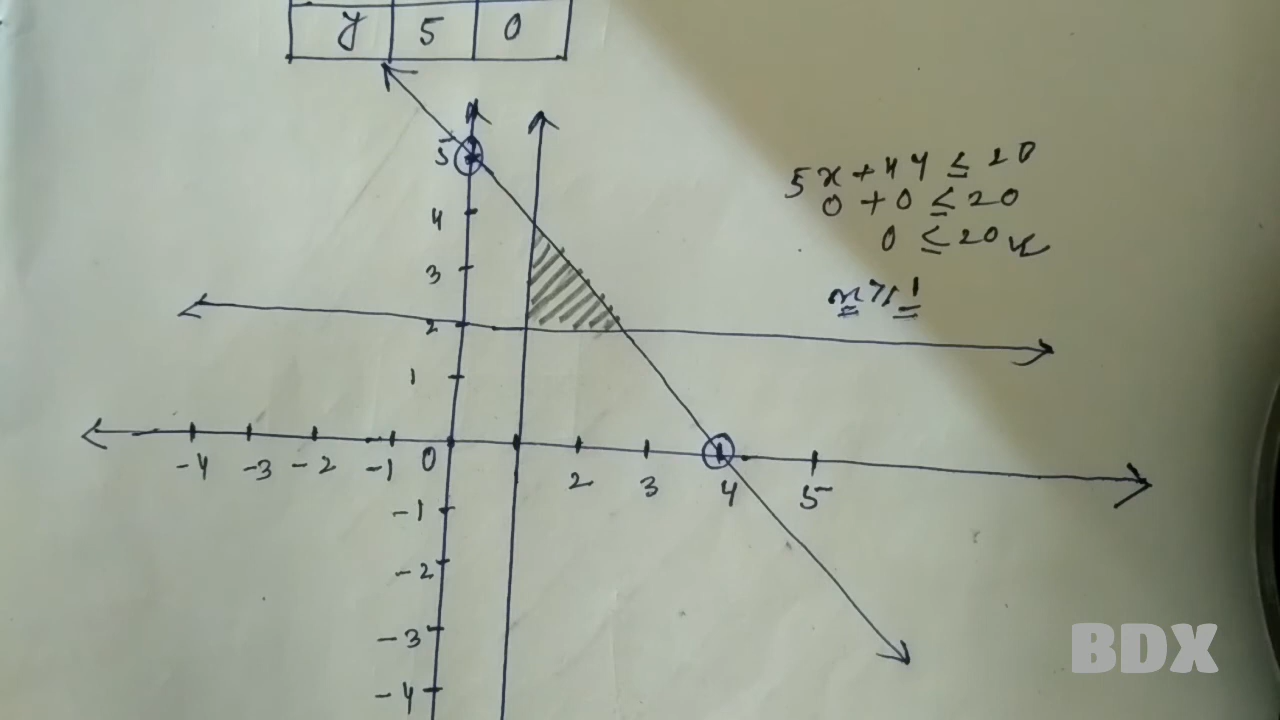 y 5 0
5
4
3
2
1
-4 -3 -2 -1 0 2 3 4 5
-1
-2
-3
-4
5x+4y ≤ 20
0 + 0 ≤ 20
0 ≤ 20
x ≥ 1
BDX